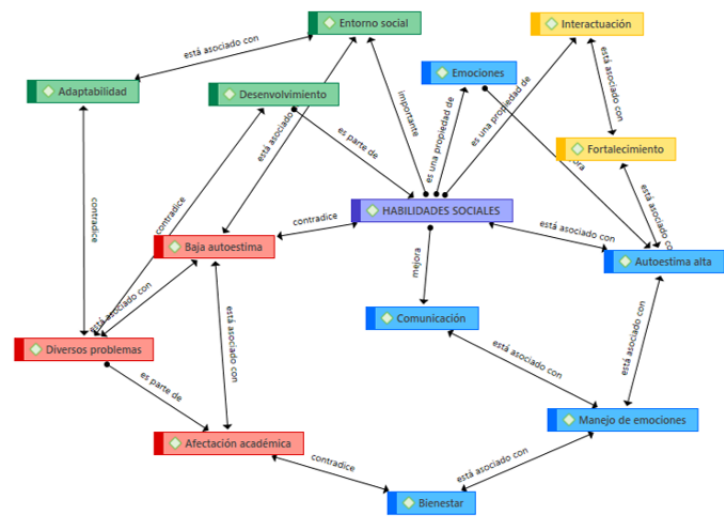 Entorno social
Interactuación
está asociado con
Emociones
Adaptabilidad
Desenvolvimiento
está asociado
importante
es una propiedad de
es una propiedad de
está asociado con
es parte de
Fortalecimiento
contradice
contradice
HABILIDADES SOCIALES
contradice
está asociado con
está asociado co
Baja autoestima
Autoestima alta
mejora
está asociado con
Comunicación
está asociado con
está asociado con
Diversos problemas
está asociado con
es parte de
Manejo de emociones
Afectación académica
contradice
está asociado con
Bienestar